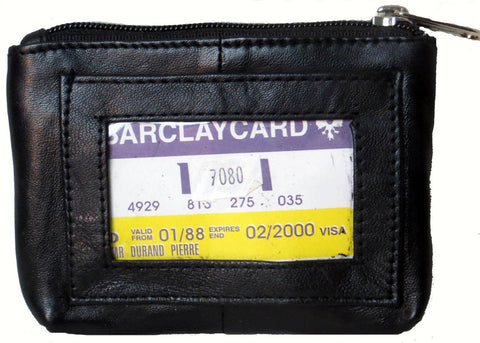 BARCLAYCARD
7080
4929 813 275 035
VALID FROM 01/88 EXPIRES END 02/2000 VISA
DURAND PIERRE